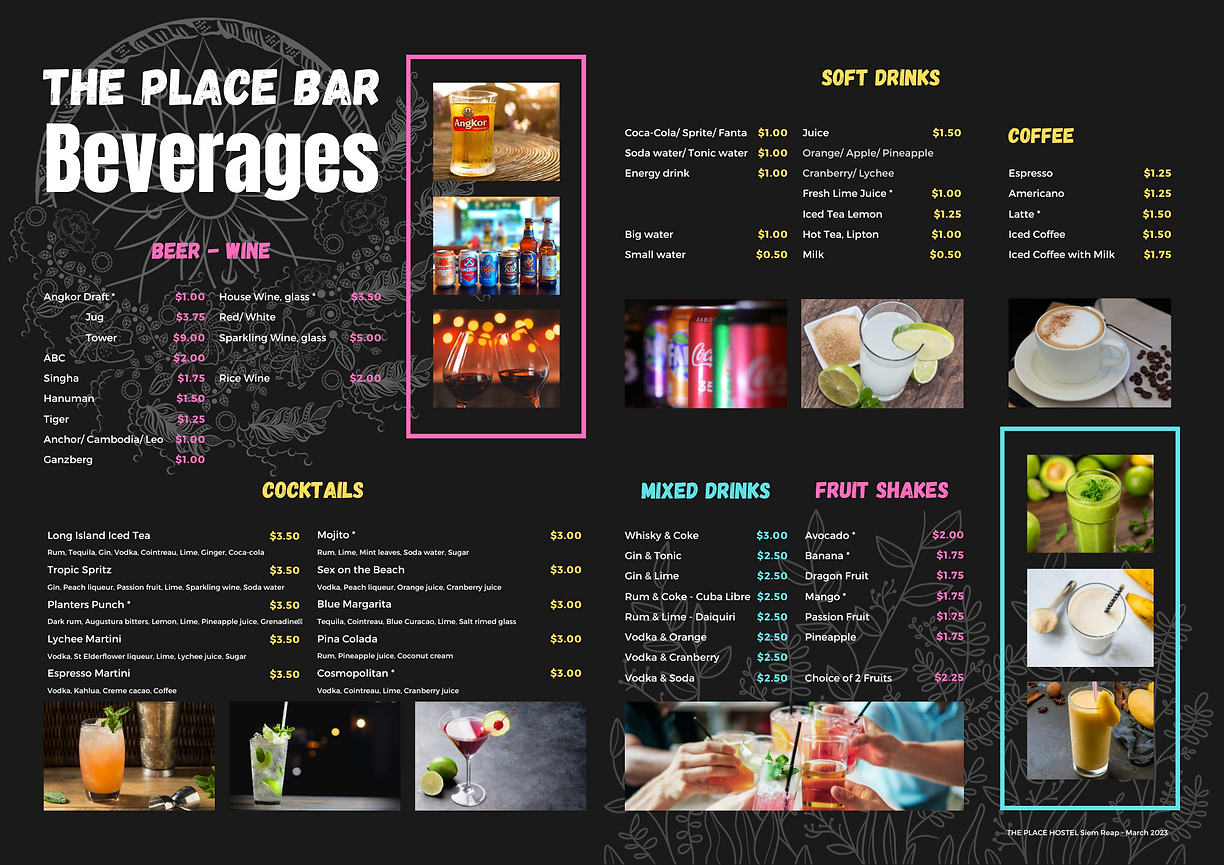 THE PLACE BAR
Beverages
BEER - WINE
Angkor Draft * $1.00
Jug $3.75
Tower $9.00
ABC $2.00
Singha $1.75
Hanuman $1.50
Tiger $1.25
Anchor/ Cambodia/ Leo $1.00
Ganzberg $1.00
House Wine, glass * $3.50
Red/ White
Sparkling Wine, glass $5.00
Rice Wine $2.00
Angkor
COCKTAILS
Long Island Iced Tea $3.50
Rum, Tequila, Gin, Vodka, Cointreau, Lime, Ginger, Coca-cola
Tropic Spritz $3.50
Gin, Peach liqueur, Passion fruit, Lime, Sparkling wine, Soda water
Planters Punch * $3.50
Dark rum, Augustura bitters, Lemon, Lime, Pineapple juice, Grenadine
Lychee Martini $3.50
Vodka, St Elderflower liqueur, Lime, Lychee juice, Sugar
Espresso Martini $3.50
Vodka, Kahlua, Creme cacao, Coffee
Mojito * $3.00
Rum, Lime, Mint leaves, Soda water, Sugar
Sex on the Beach $3.00
Vodka, Peach liqueur, Orange juice, Cranberry juice
Blue Margarita $3.00
Tequila, Cointreau, Blue Curacao, Lime, Salt rimed glass
Pina Colada $3.00
Rum, Pineapple juice, Coconut cream
Cosmopolitan * $3.00
Vodka, Cointreau, Lime, Cranberry juice
SOFT DRINKS
Coca-Cola/ Sprite/ Fanta $1.00
Soda water/ Tonic water $1.00
Energy drink $1.00
Big water $1.00
Small water $0.50
Juice $1.50
Orange/ Apple/ Pineapple
Cranberry/ Lychee
Fresh Lime Juice * $1.00
Iced Tea Lemon $1.25
Hot Tea, Lipton $1.00
Milk $0.50
COFFEE
Espresso $1.25
Americano $1.25
Latte * $1.50
Iced Coffee $1.50
Iced Coffee with Milk $1.75
MIXED DRINKS
Whisky & Coke $3.00
Gin & Tonic $2.50
Gin & Lime $2.50
Rum & Coke - Cuba Libre $2.50
Rum & Lime - Daiquiri $2.50
Vodka & Orange $2.50
Vodka & Cranberry $2.50
Vodka & Soda $2.50
FRUIT SHAKES
Avocado * $2.00
Banana * $1.75
Dragon Fruit $1.75
Mango * $1.75
Passion Fruit $1.75
Pineapple $1.75
Choice of 2 Fruits $2.25
THE PLACE HOSTEL Siem Reap - March 2023